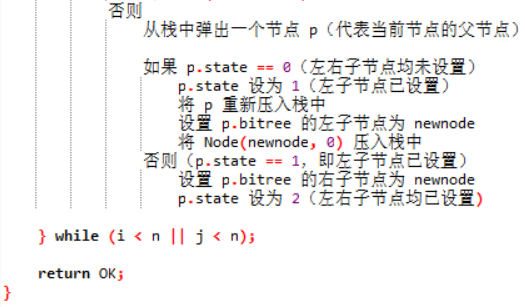 否则
从栈中弹出一个节点 p（代表当前节点的父节点）
如果 p.state == 0（左右子节点均未设置）
p.state 设为 1（左子节点已设置）
将 p 重新压入栈中
设置 p.bitree 的左子节点为 newnode
将 Node(newnode, 0) 压入栈中
否则（p.state == 1，即左子节点已设置）
设置 p.bitree 的右子节点为 newnode
p.state 设为 2（左右子节点均已设置)
} while (i < n || j < n);
return OK;
}